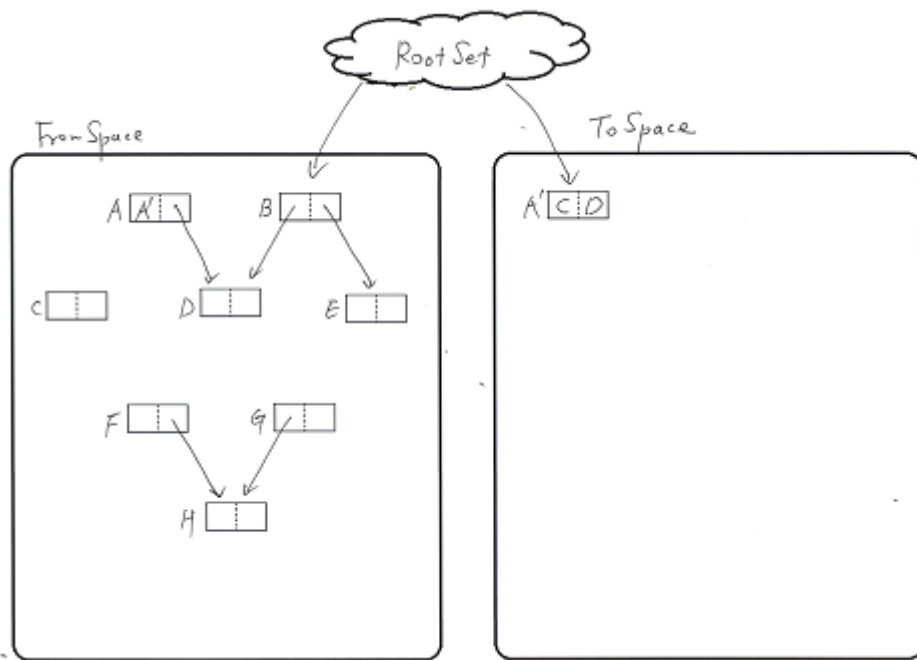 Root Set
From Space
To Space
A A'
B
A' C D
C
D
E
F
G
H